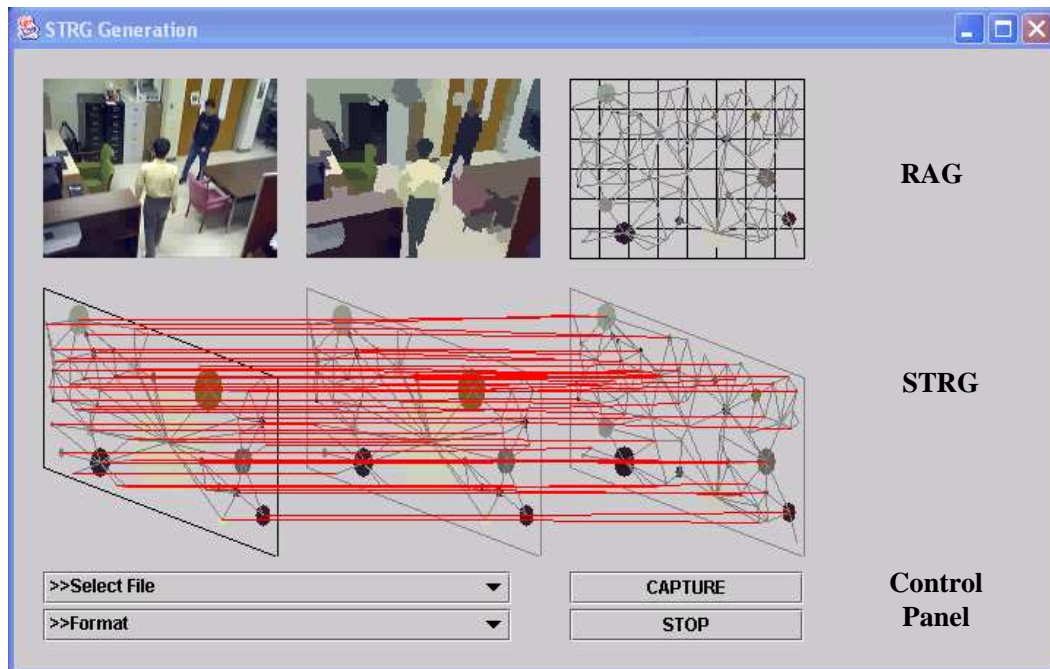 STRG Generation
RAG
STRG
>>Select File
CAPTURE
Control
Panel
>>Format
STOP